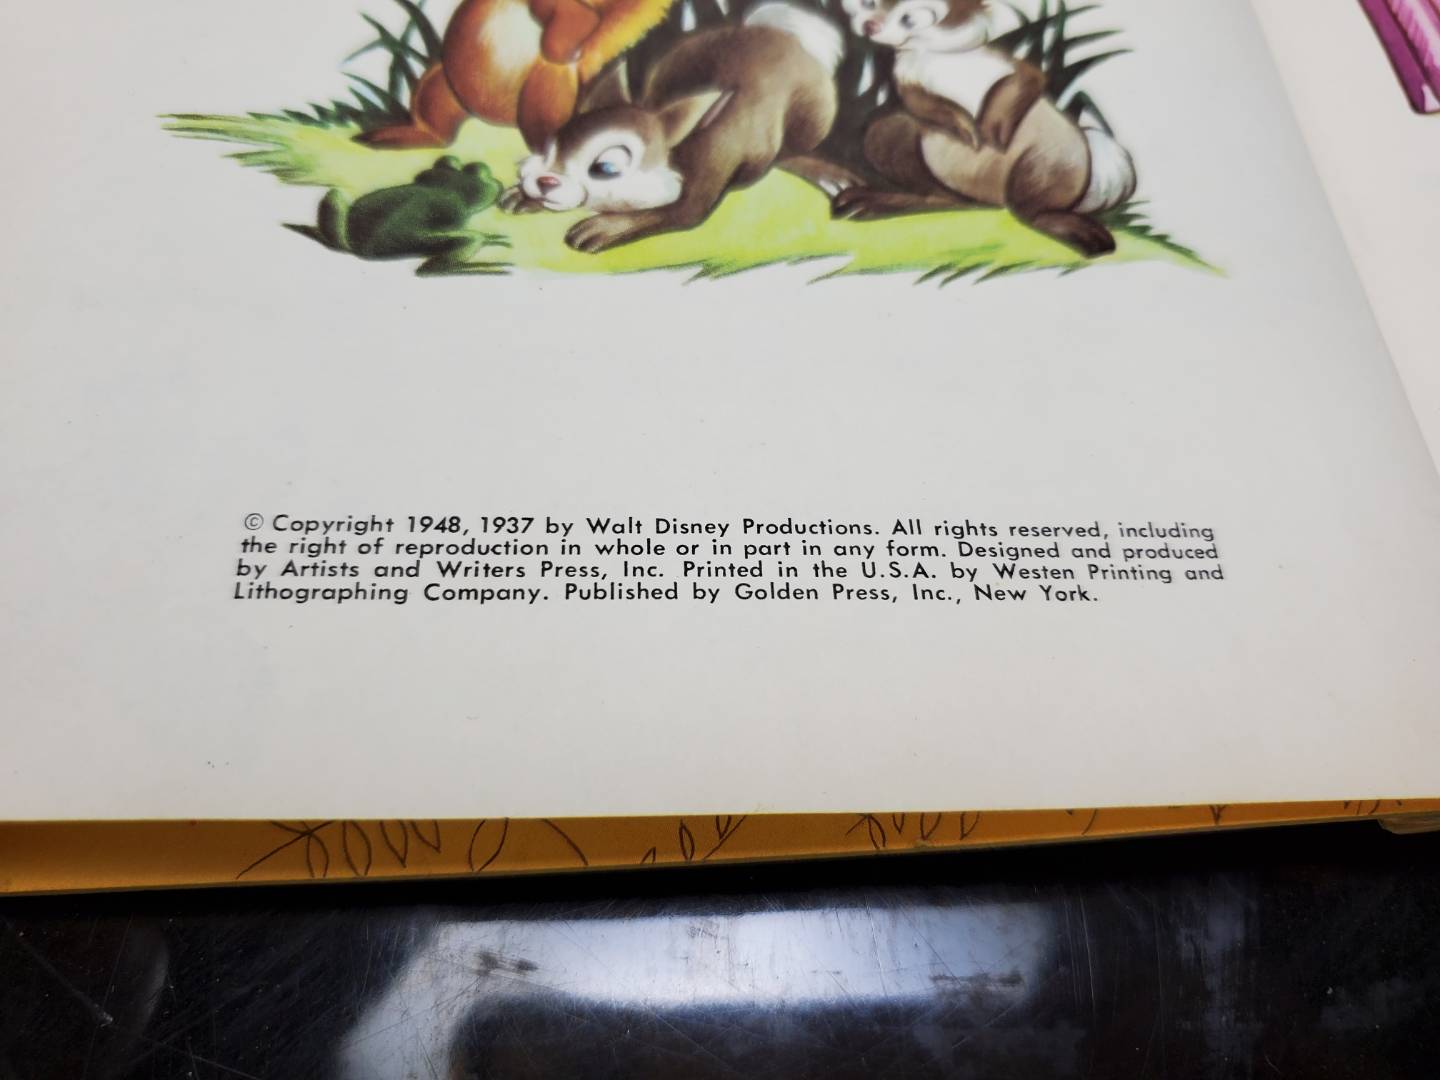 © Copyright 1948, 1937 by Walt Disney Productions. All rights reserved, including
the right of reproduction in whole or in part in any form. Designed and produced
by Artists and Writers Press, Inc. Printed in the U.S.A. by Westen Printing and
Lithographing Company. Published by Golden Press, Inc., New York.